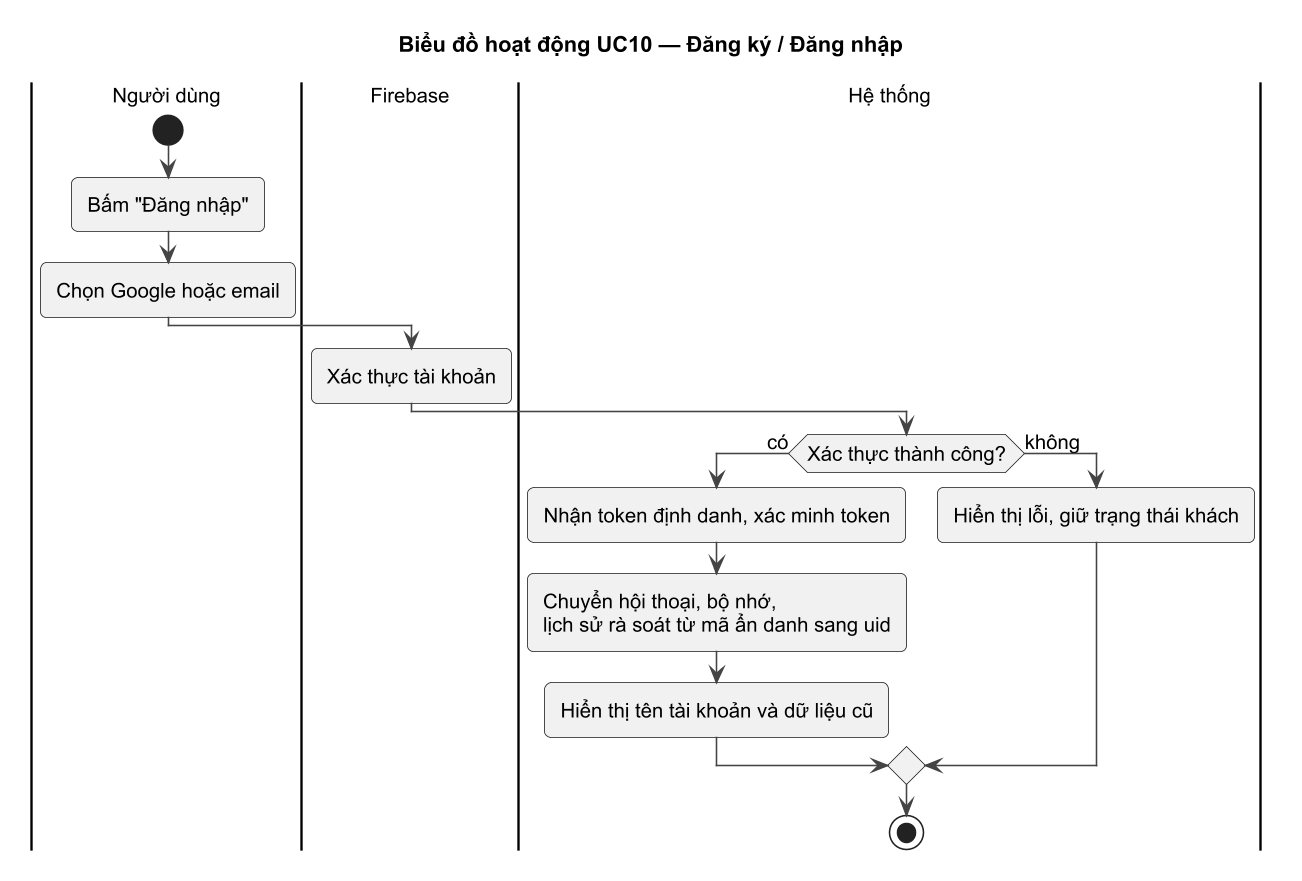 Biểu đồ hoạt động UC10 — Đăng ký / Đăng nhập
Người dùng
Firebase
Hệ thống
Bấm "Đăng nhập"
Chọn Google hoặc email
Xác thực tài khoản
có
Xác thực thành công?
không
Nhận token định danh, xác minh token
Hiển thị lỗi, giữ trạng thái khách
Chuyển hội thoại, bộ nhớ,
lịch sử rà soát từ mã ẩn danh sang uid
Hiển thị tên tài khoản và dữ liệu cũ